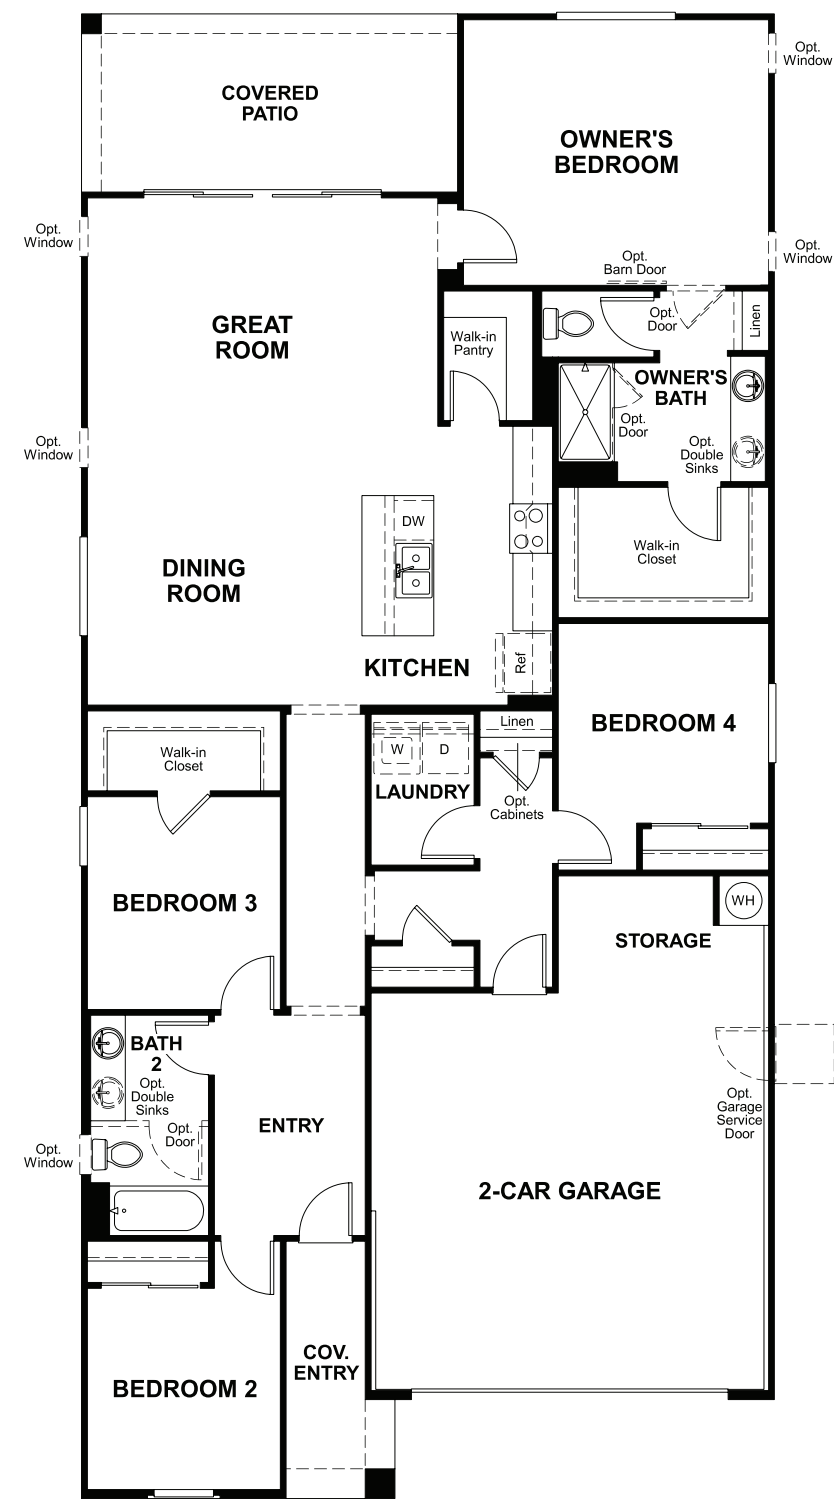 COVERED
PATIO
OWNER'S
BEDROOM
Opt.
Window
Opt.
Window
Opt.
Window
Opt.
Barn Door
GREAT
ROOM
Walk-in
Pantry
Opt.
Door
Linen
OWNER'S
BATH
Opt.
Door
Opt.
Double
Sinks
Opt.
Window
DW
Walk-in
Closet
DINING
ROOM
KITCHEN
Ref
BEDROOM 4
Walk-in
Closet
W
D
LAUNDRY
Linen
Opt.
Cabinets
BEDROOM 3
WH
STORAGE
BATH
2
Opt.
Double
Sinks
Opt.
Door
Opt.
Window
ENTRY
Opt.
Garage
Service
Door
2-CAR GARAGE
COV.
ENTRY
BEDROOM 2